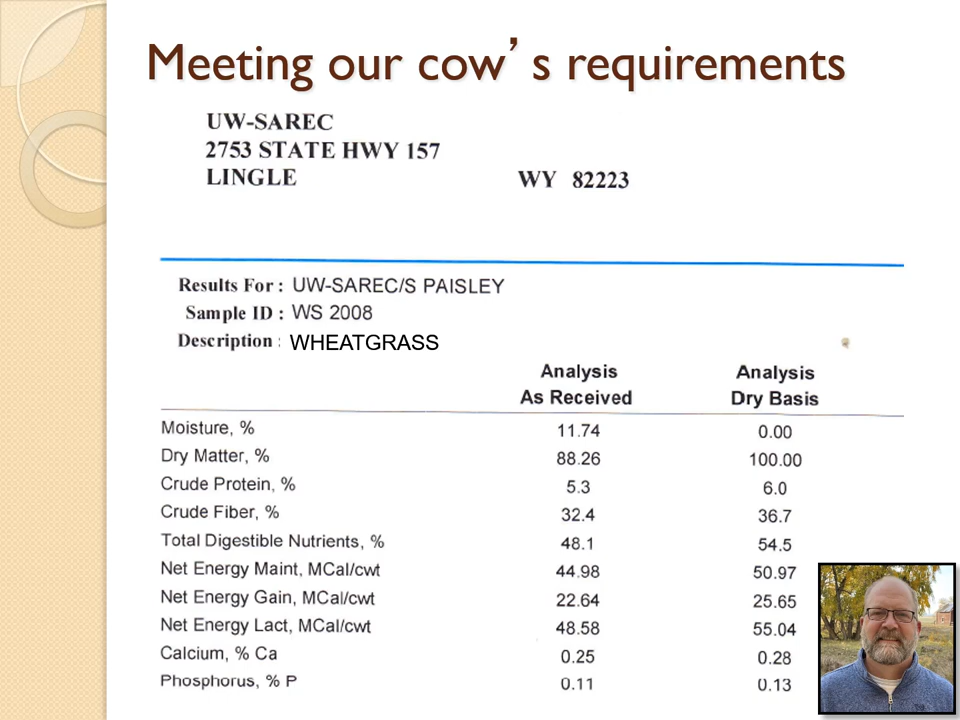 Meeting our cow’s requirements
UW-SAREC
2753 STATE HWY 157
LINGLE WY 82223
Results For : UW-SAREC/S PAISLEY
Sample ID : WS 2008
Description : WHEATGRASS
Analysis Analysis
As Received Dry Basis
Moisture, % 11.74 0.00
Dry Matter, % 88.26 100.00
Crude Protein, % 5.3 6.0
Crude Fiber, % 32.4 36.7
Total Digestible Nutrients, % 48.1 54.5
Net Energy Maint, MCal/cwt 44.98 50.97
Net Energy Gain, MCal/cwt 22.64 25.65
Net Energy Lact, MCal/cwt 48.58 55.04
Calcium, % Ca 0.25 0.28
Phosphorus, % P 0.11 0.13